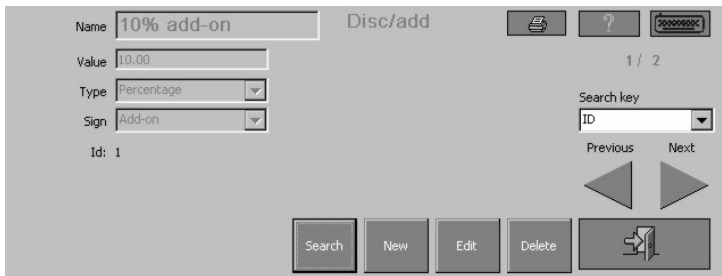 Name 10% add-on Disc/add ?
Value 10.00 1 / 2
Type Percentage Search key
Sign Add-on ID
Id: 1 Previous Next
Search New Edit Delete